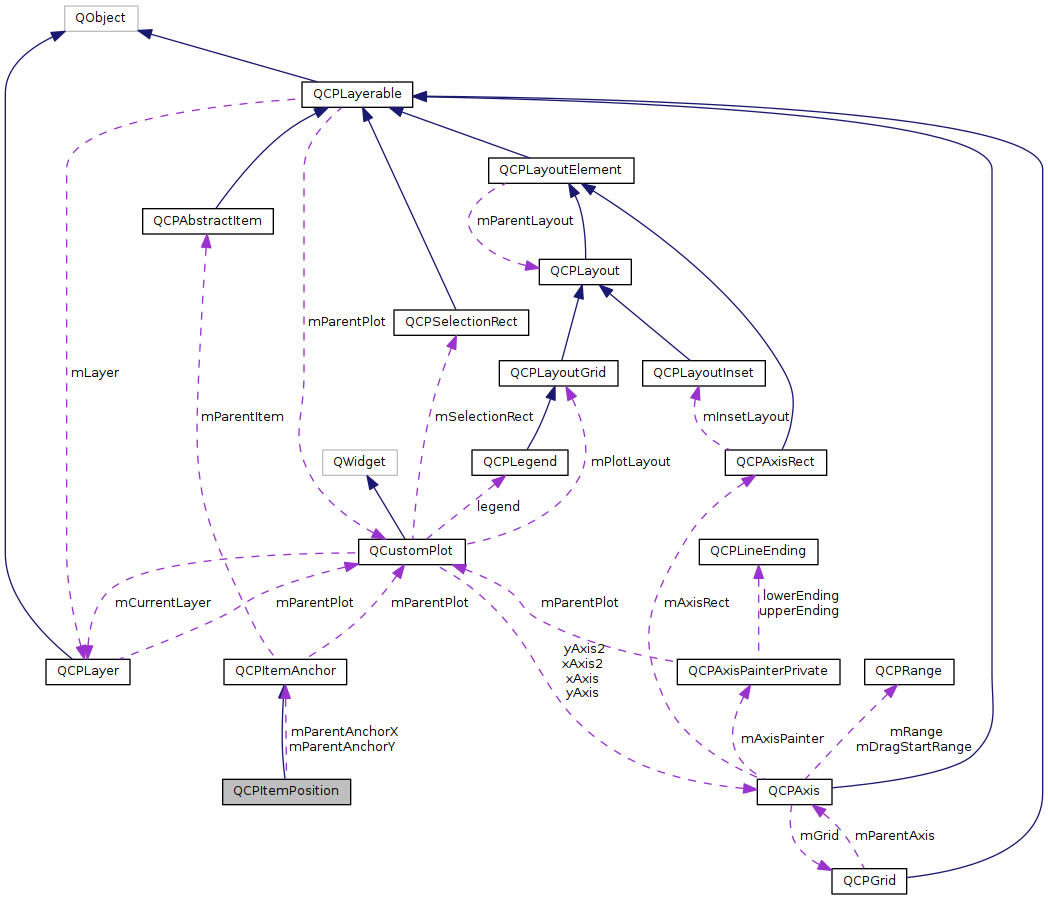 QObject
QCPLayerable
QCPLayoutElement
QCPAbstractItem
mParentLayout
QCPLayout
mParentPlot
QCPSelectionRect
mLayer
QCPLayoutGrid
QCPLayoutInset
mParentItem
mSelectionRect
mInsetLayout
QWidget
QCPLegend
mPlotLayout
QCPAxisRect
legend
QCustomPlot
QCPLineEnding
mCurrentLayer
mParentPlot
mParentPlot
mParentPlot
mAxisRect
lowerEnding
upperEnding
yAxis2
xAxis2
xAxis
yAxis
QCPLayer
QCPItemAnchor
QCPAxisPainterPrivate
QCPRange
mParentAnchorX
mParentAnchorY
mAxisPainter
mRange
mDragStartRange
QCPItemPosition
QCPAxis
mGrid
mParentAxis
QCPGrid